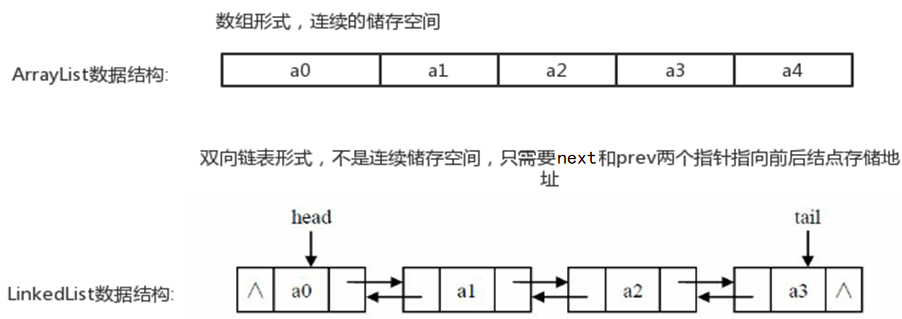 数组形式，连续的储存空间
ArrayList数据结构: a0 a1 a2 a3 a4
双向链表形式，不是连续储存空间，只需要next和prev两个指针指向前后结点存储地
址
head tail
LinkedList数据结构: ∧ a0 a1 a2 a3 ∧